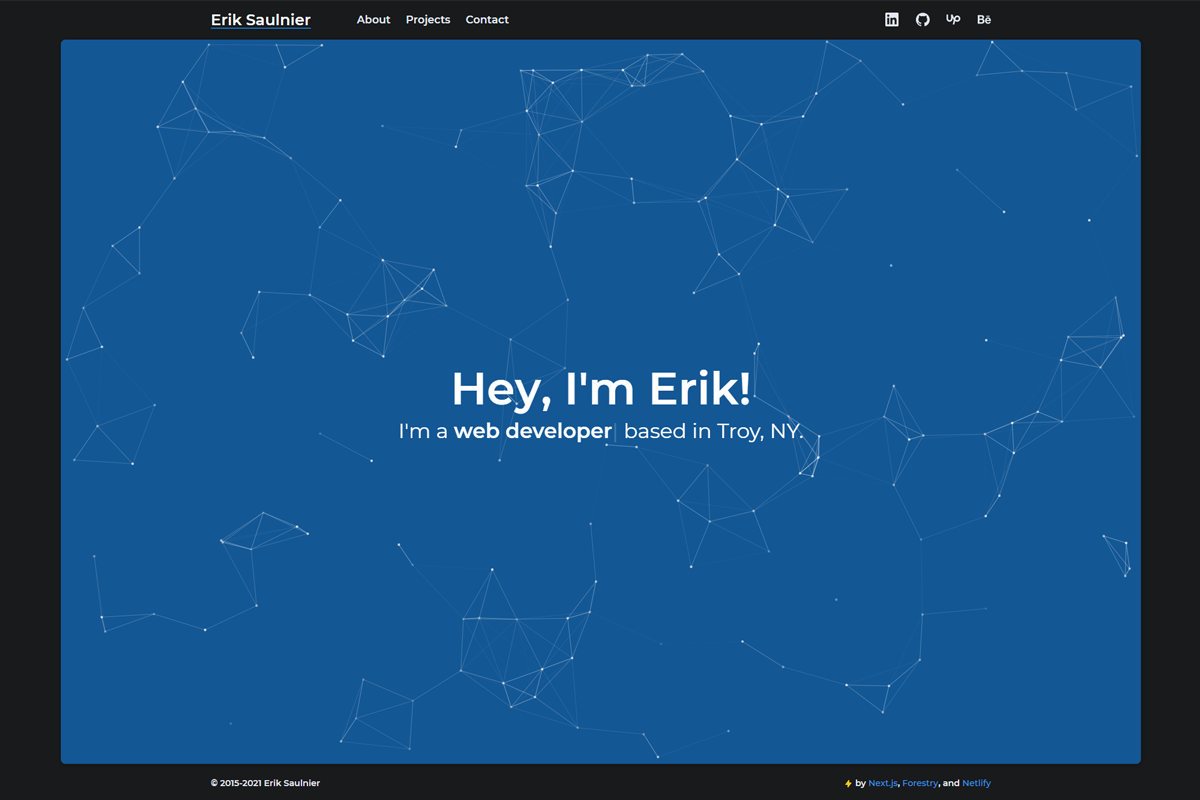 Erik Saulnier About Projects Contact in Up Bē
Hey, I'm Erik!
I'm a web developer| based in Troy, NY.
© 2015-2021 Erik Saulnier by Next.js, Forestry, and Netlify